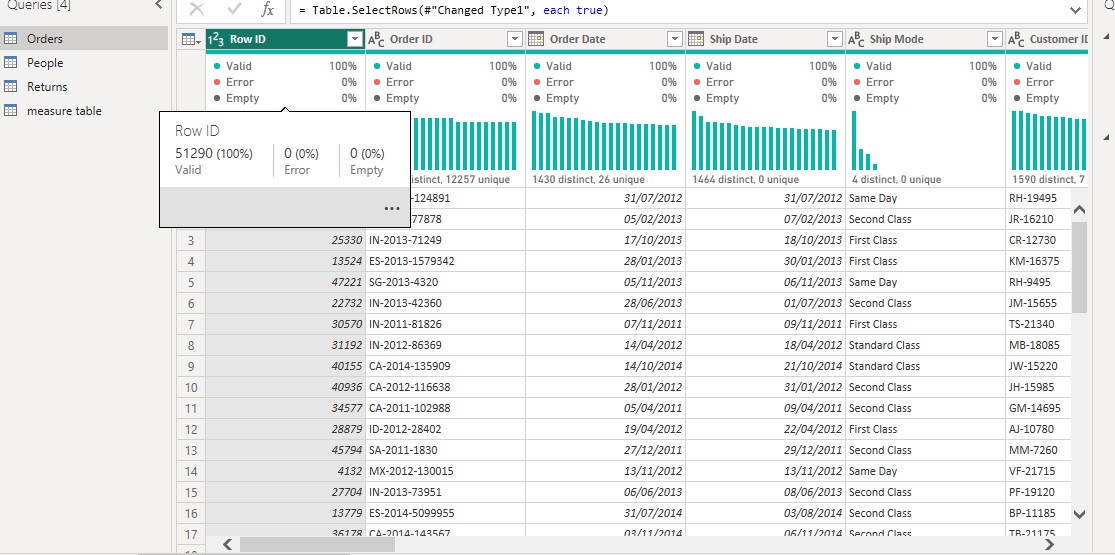 Queries [4]
Orders
People
Returns
measure table
fx
= Table.SelectRows(#"Changed Type1", each true)
1²3 Row ID
ABC Order ID
Order Date
Ship Date
ABC Ship Mode
ABC Customer ID
Valid 100% Valid 100% Valid 100% Valid 100% Valid 100% Valid
Error 0% Error 0% Error 0% Error 0% Error 0% Error
Empty 0% Empty 0% Empty 0% Empty 0% Empty 0% Empty
Row ID
51290 (100%) 0 (0%) 0 (0%)
Valid Error Empty
12257 unique 1430 distinct, 26 unique 1464 distinct, 0 unique 4 distinct, 0 unique 1590 distinct, 7
-124891 31/07/2012 31/07/2012 Same Day RH-19495
77878 05/02/2013 07/02/2013 Second Class JR-16210
3 25330 IN-2013-71249 17/10/2013 18/10/2013 First Class CR-12730
4 13524 ES-2013-1579342 28/01/2013 30/01/2013 First Class KM-16375
5 47221 SG-2013-4320 05/11/2013 06/11/2013 Same Day RH-9495
6 22732 IN-2013-42360 28/06/2013 01/07/2013 Second Class JM-15655
7 30570 IN-2011-81826 07/11/2011 09/11/2011 First Class TS-21340
8 31192 IN-2012-86369 14/04/2012 18/04/2012 Standard Class MB-18085
9 40155 CA-2014-135909 14/10/2014 21/10/2014 Standard Class JW-15220
10 40936 CA-2012-116638 28/01/2012 31/01/2012 Second Class JH-15985
11 34577 CA-2011-102988 05/04/2011 09/04/2011 Second Class GM-14695
12 28879 ID-2012-28402 19/04/2012 22/04/2012 First Class AJ-10780
13 45794 SA-2011-1830 27/12/2011 29/12/2011 Second Class MM-7260
14 4132 MX-2012-130015 13/11/2012 13/11/2012 Same Day VF-21715
15 27704 IN-2013-73951 06/06/2013 08/06/2013 Second Class PF-19120
16 13779 ES-2014-5099955 31/07/2014 03/08/2014 Second Class BP-11185
17 36178 CA-2014-143567 03/11/2014 06/11/2014 Second Class TB-21175